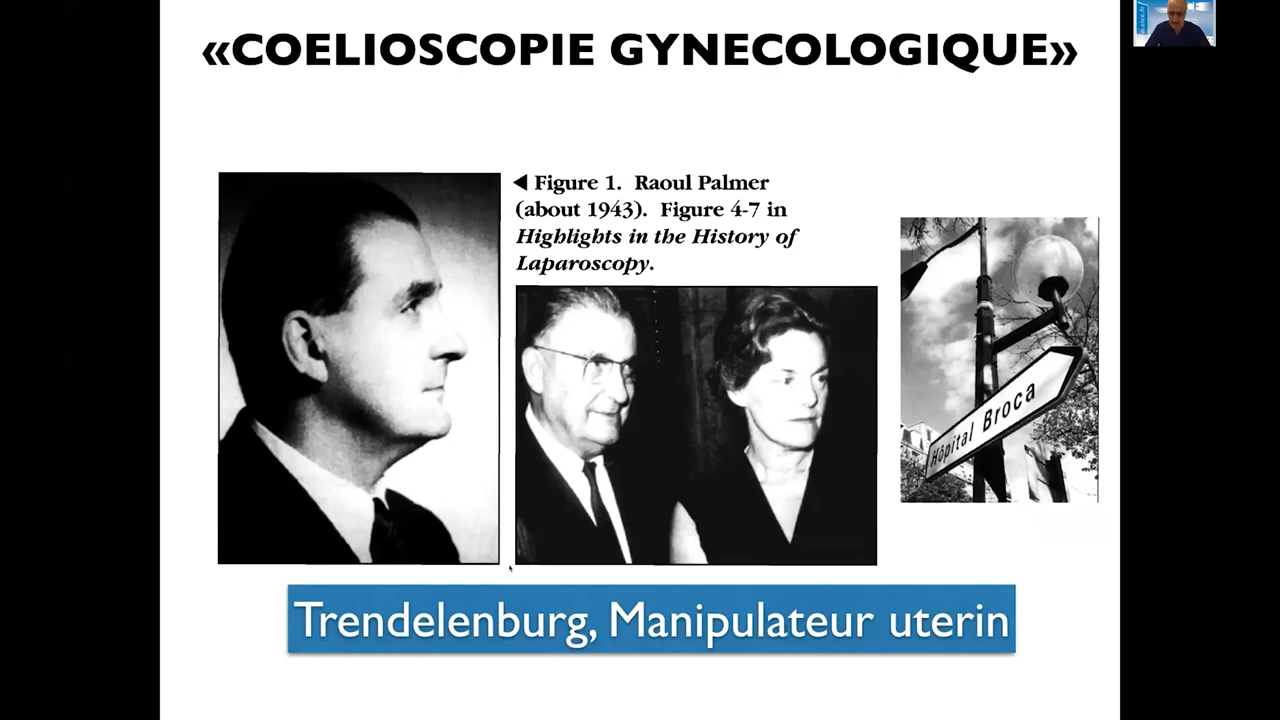 «COELIOSCOPIE GYNECOLOGIQUE»
◀ Figure 1. Raoul Palmer
(about 1943). Figure 4-7 in
Highlights in the History of
Laparoscopy.
Hôpital Broca
Trendelenburg, Manipulateur uterin